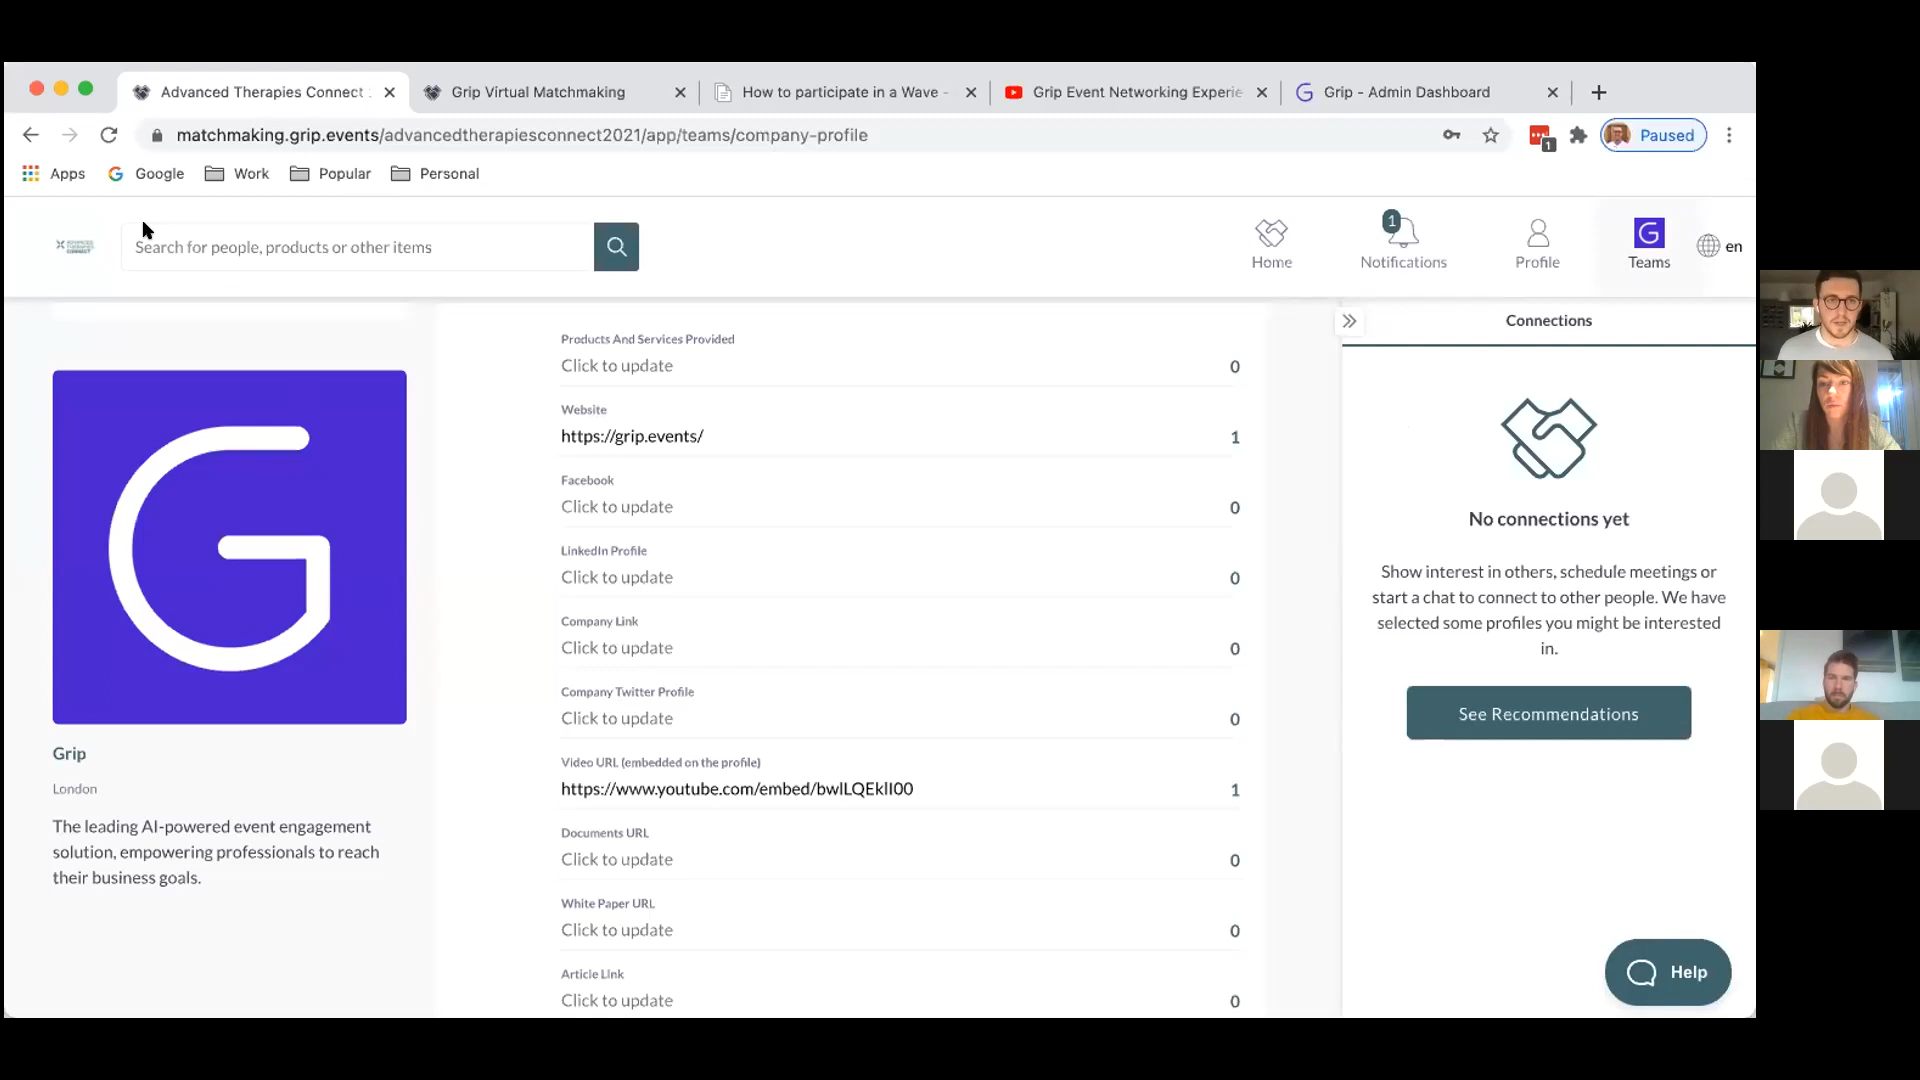 Advanced Therapies Connect
Grip Virtual Matchmaking
How to participate in a Wave -
Grip Event Networking Experie
Grip - Admin Dashboard
matchmaking.grip.events/advancedtherapiesconnect2021/app/teams/company-profile
1
Paused
Apps
Google
Work
Popular
Personal
ADVANCED THERAPIES CONNECT
Search for people, products or other items
Home
1
Notifications
Profile
G
Teams
en
Products And Services Provided
Click to update
0
Website
https://grip.events/
1
Facebook
Click to update
0
LinkedIn Profile
Click to update
0
Company Link
Click to update
0
Company Twitter Profile
Click to update
0
Video URL (embedded on the profile)
https://www.youtube.com/embed/bwlLQEklI00
1
Documents URL
Click to update
0
White Paper URL
Click to update
0
Article Link
Click to update
0
G
Grip
London
The leading AI-powered event engagement
solution, empowering professionals to reach
their business goals.
Connections
No connections yet
Show interest in others, schedule meetings or
start a chat to connect to other people. We have
selected some profiles you might be interested
in.
See Recommendations
Help